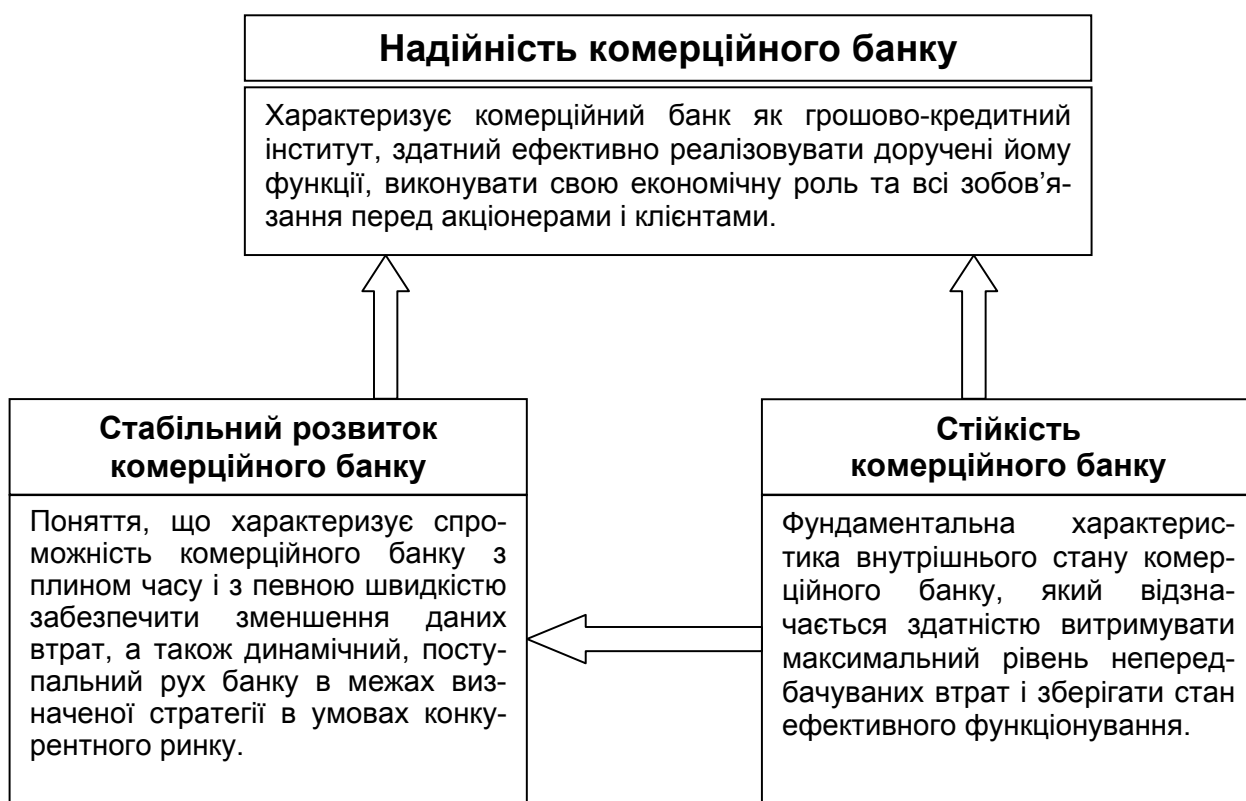 Надійність комерційного банку
Характеризує комерційний банк як грошово-кредитний
інститут, здатний ефективно реалізовувати доручені йому
функції, виконувати свою економічну роль та всі зобов’я-
зання перед акціонерами і клієнтами.
Стабільний розвиток
комерційного банку
Поняття, що характеризує спро-
можність комерційного банку з
плином часу і з певною швидкістю
забезпечити зменшення даних
втрат, а також динамічний, посту-
пальний рух банку в межах виз-
наченої стратегії в умовах конку-
рентного ринку.
Стійкість
комерційного банку
Фундаментальна характерис-
тика внутрішнього стану комер-
ційного банку, який відзна-
чається здатністю витримувати
максимальний рівень неперед-
бачуваних втрат і зберігати стан
ефективного функціонування.